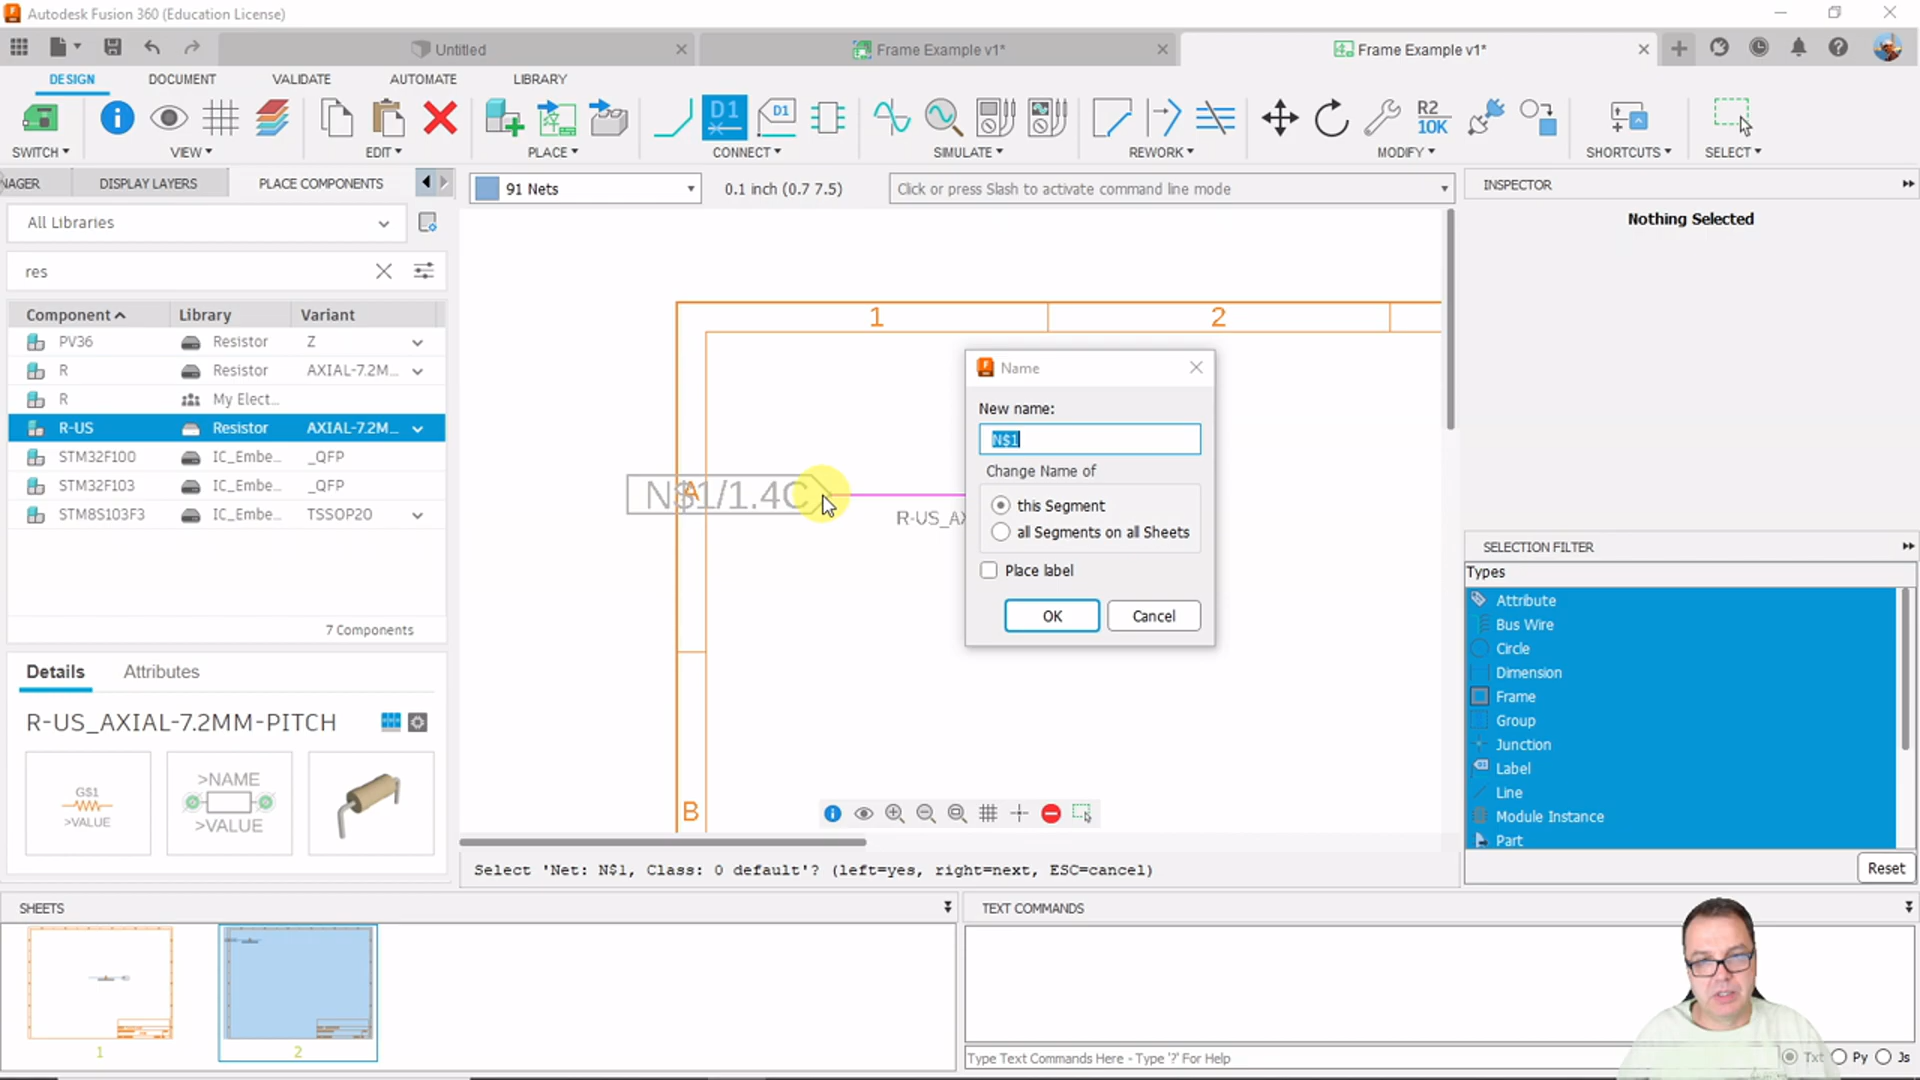 Autodesk Fusion 360 (Education License)
Untitled
Frame Example v1*
Frame Example v1*
DESIGN
DOCUMENT
VALIDATE
AUTOMATE
LIBRARY
D1
D1
R2
10K
SWITCH
VIEW
EDIT
PLACE
CONNECT
SIMULATE
REWORK
MODIFY
SHORTCUTS
SELECT
NAGER
DISPLAY LAYERS
PLACE COMPONENTS
91 Nets
0.1 inch (0.7 7.5)
Click or press Slash to activate command line mode
INSPECTOR
Nothing Selected
All Libraries
res
Component
Library
Variant
PV36 Resistor Z
R Resistor AXIAL-7.2M...
R My Elect...
R-US Resistor AXIAL-7.2M...
STM32F100 IC_Embe... _QFP
STM32F103 IC_Embe... _QFP
STM8S103F3 IC_Embe... TSSOP20
7 Components
Details
Attributes
R-US_AXIAL-7.2MM-PITCH
G$1
>VALUE
>NAME
>VALUE
1
2
A
B
N$1/1.4C
R-US_AX
Name
New name:
N$1
Change Name of
this Segment
all Segments on all Sheets
Place label
OK
Cancel
Select 'Net: N$1, Class: 0 default'? (left=yes, right=next, ESC=cancel)
SELECTION FILTER
Types
Attribute
Bus Wire
Circle
Dimension
Frame
Group
Junction
Label
Line
Module Instance
Part
Reset
SHEETS
1
2
TEXT COMMANDS
Type Text Commands Here - Type '?' For Help
Txt
Py
Js